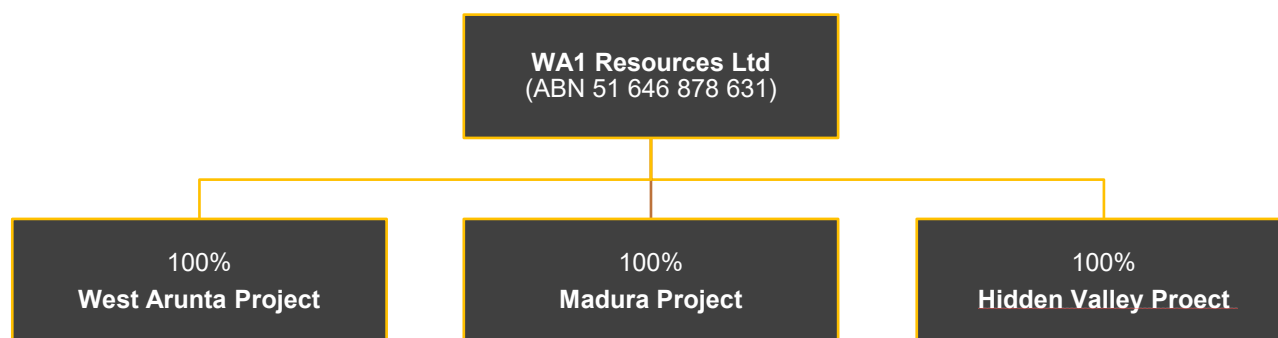 WA1 Resources Ltd
(ABN 51 646 878 631)
100%
West Arunta Project
100%
Madura Project
100%
Hidden Valley Proect